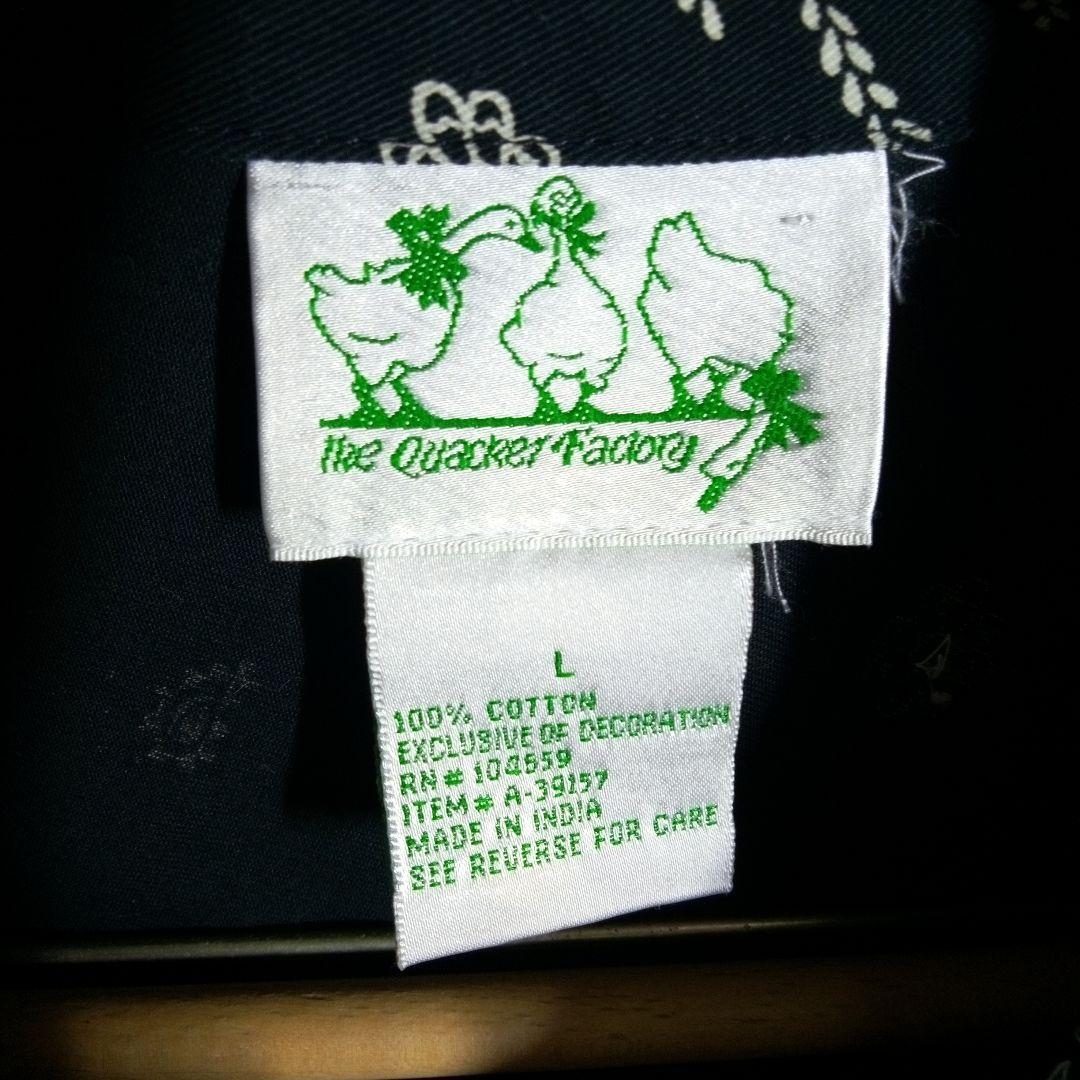 The Quacker Factory
L
100% COTTON
EXCLUSIVE OF DECORATION
RN# 104859
ITEM# A-39157
MADE IN INDIA
SEE REVERSE FOR CARE